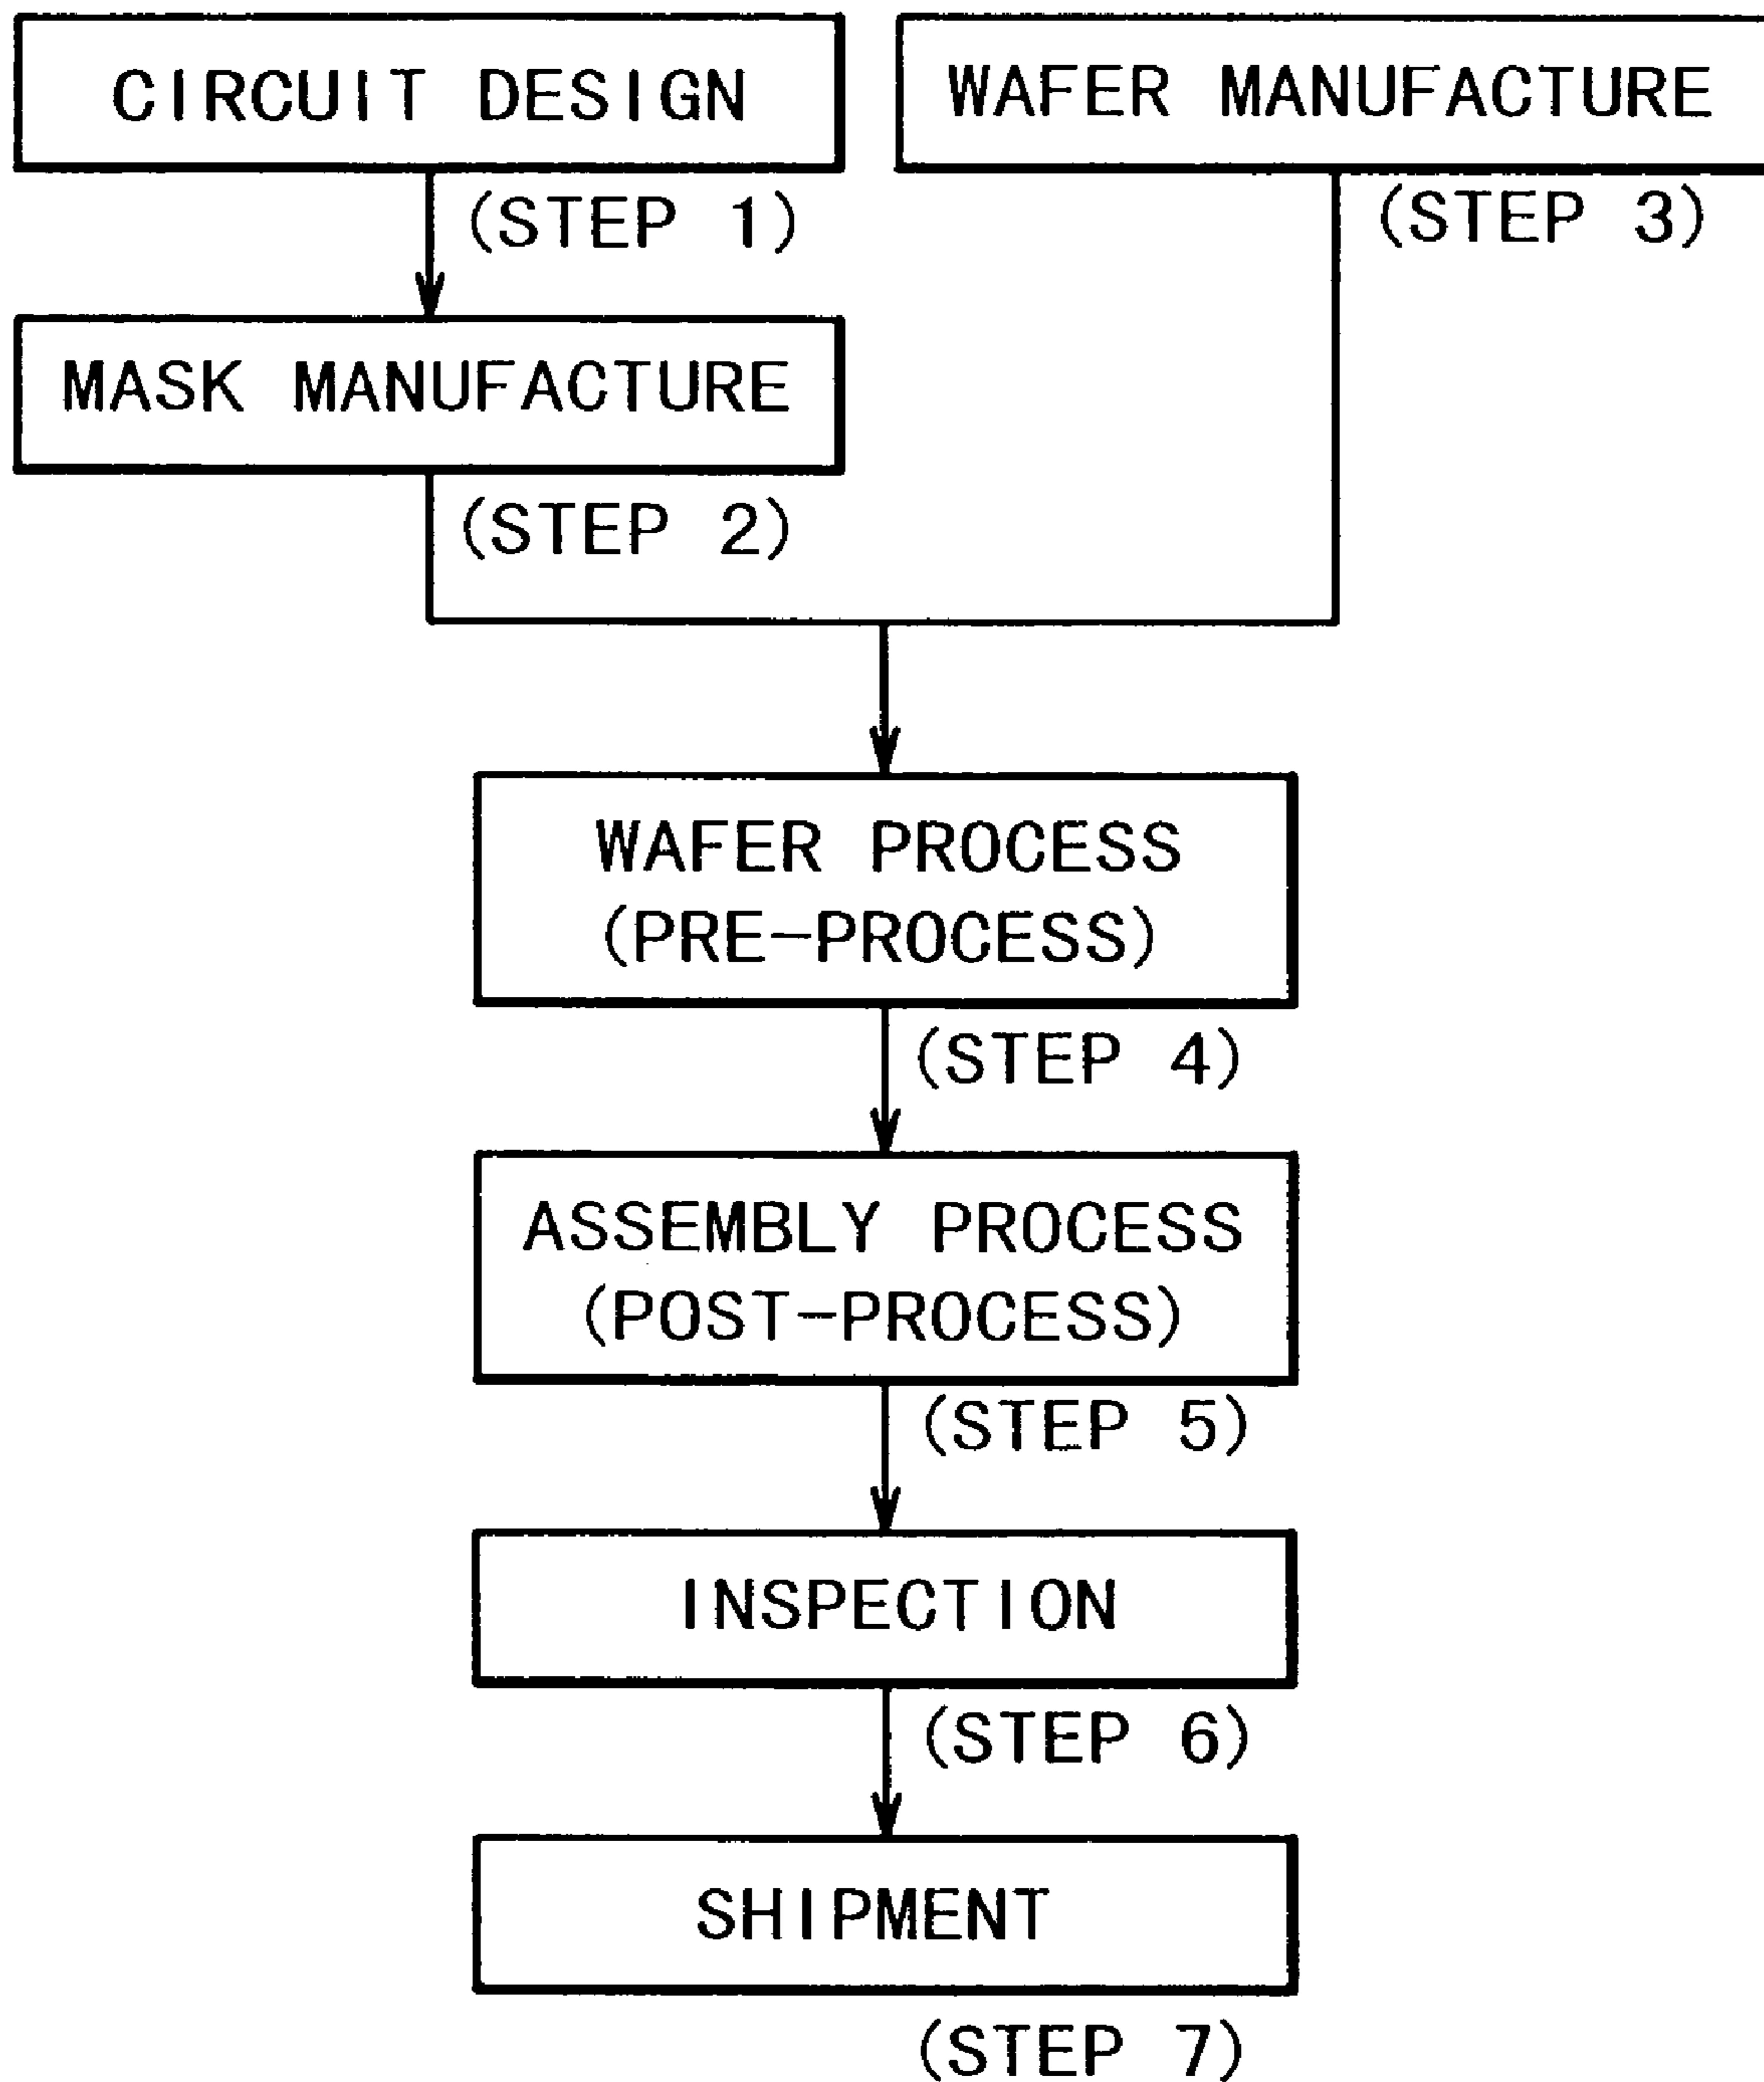 CIRCUIT DESIGN
(STEP 1)
MASK MANUFACTURE
(STEP 2)
WAFER MANUFACTURE
(STEP 3)
WAFER PROCESS
(PRE-PROCESS)
(STEP 4)
ASSEMBLY PROCESS
(POST-PROCESS)
(STEP 5)
INSPECTION
(STEP 6)
SHIPMENT
(STEP 7)